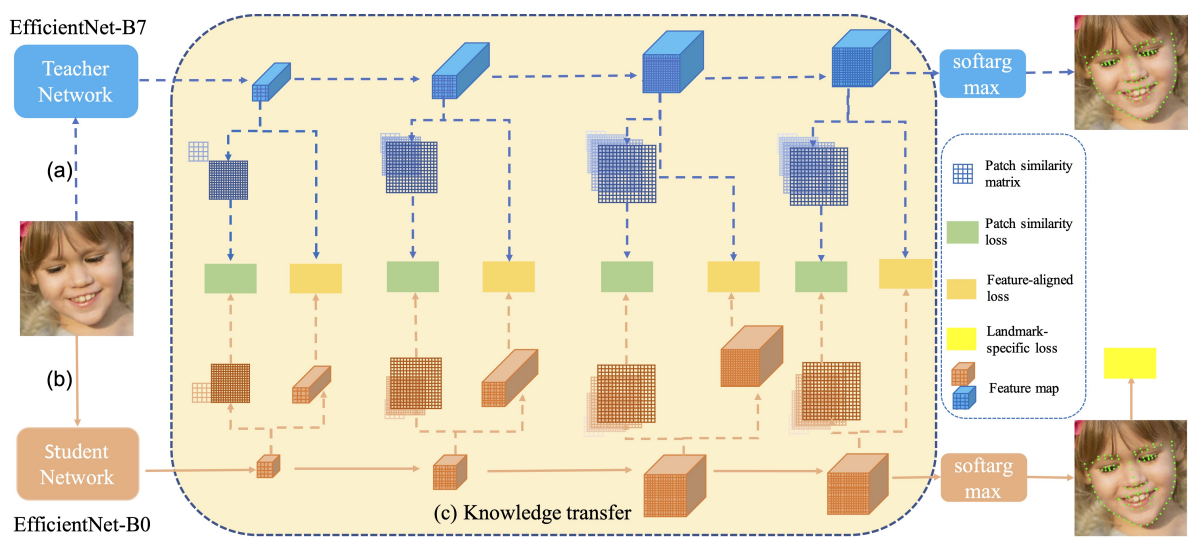 EfficientNet-B7
Teacher
Network
softarg
max
(a)
Patch similarity
matrix
Patch similarity
loss
Feature-aligned
loss
Landmark-
specific loss
Feature map
(b)
Student
Network
softarg
max
(c) Knowledge transfer
EfficientNet-B0